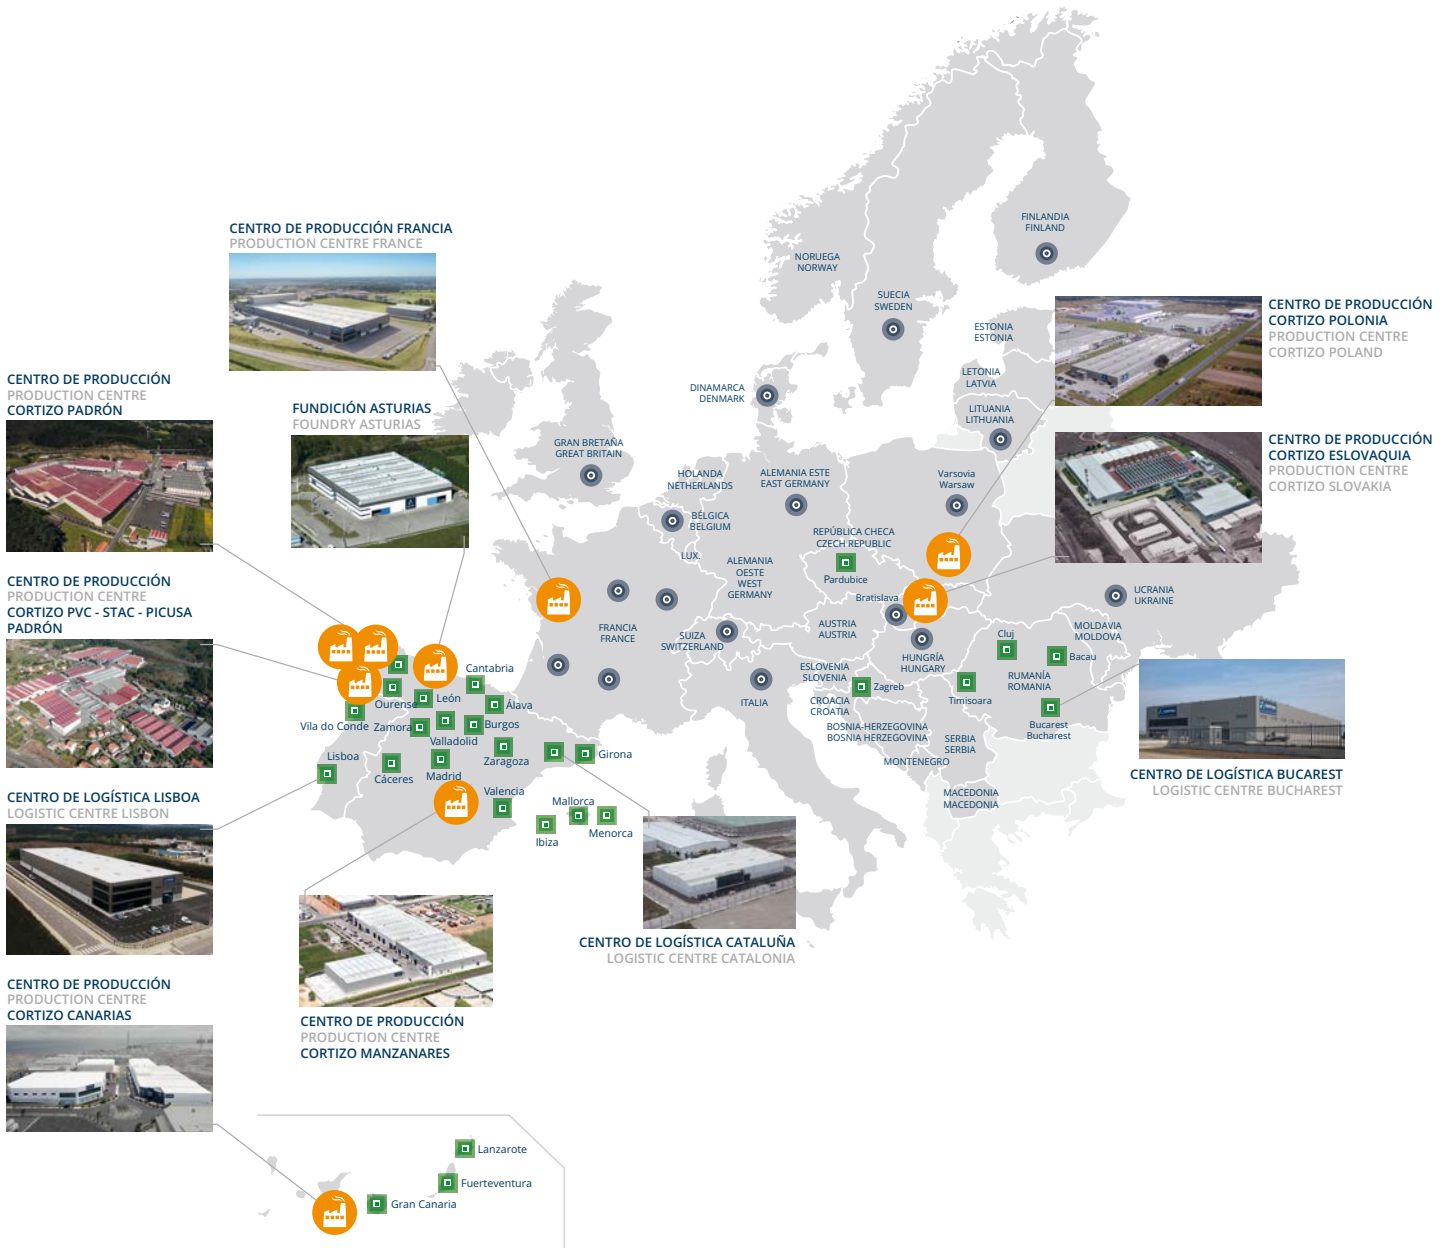 CENTRO DE PRODUCCIÓN FRANCIA
PRODUCTION CENTRE FRANCE
CENTRO DE PRODUCCIÓN
PRODUCTION CENTRE
CORTIZO PADRÓN
FUNDICIÓN ASTURIAS
FOUNDRY ASTURIAS
CENTRO DE PRODUCCIÓN
PRODUCTION CENTRE
CORTIZO PVC - STAC - PICUSA
PADRÓN
CENTRO DE LOGÍSTICA LISBOA
LOGISTIC CENTRE LISBON
CENTRO DE PRODUCCIÓN
PRODUCTION CENTRE
CORTIZO CANARIAS
CENTRO DE PRODUCCIÓN
PRODUCTION CENTRE
CORTIZO MANZANARES
CENTRO DE LOGÍSTICA CATALUÑA
LOGISTIC CENTRE CATALONIA
CENTRO DE PRODUCCIÓN
CORTIZO POLONIA
PRODUCTION CENTRE
CORTIZO POLAND
CENTRO DE PRODUCCIÓN
CORTIZO ESLOVAQUIA
PRODUCTION CENTRE
CORTIZO SLOVAKIA
CENTRO DE LOGÍSTICA BUCAREST
LOGISTIC CENTRE BUCHAREST
FINLANDIA
FINLAND
NORUEGA
NORWAY
SUECIA
SWEDEN
ESTONIA
ESTONIA
LETONIA
LATVIA
LITUANIA
LITHUANIA
DINAMARCA
DENMARK
GRAN BRETAÑA
GREAT BRITAIN
HOLANDA
NETHERLANDS
ALEMANIA ESTE
EAST GERMANY
Varsovia
Warsaw
BÉLGICA
BELGIUM
REPÚBLICA CHECA
CZECH REPUBLIC
LUX.
ALEMANIA
OESTE
WEST
GERMANY
Pardubice
Bratislava
UCRANIA
UKRAINE
FRANCIA
FRANCE
SUIZA
SWITZERLAND
AUSTRIA
AUSTRIA
MOLDAVIA
MOLDOVA
Cluj
Bacau
HUNGRÍA
HUNGARY
ESLOVENIA
SLOVENIA
Zagreb
RUMANÍA
ROMANIA
Timisoara
ITALIA
CROACIA
CROATIA
Bucarest
Bucharest
BOSNIA-HERZEGOVINA
BOSNIA HERZEGOVINA
SERBIA
SERBIA
MONTENEGRO
MACEDONIA
MACEDONIA
Cantabria
León
Ourense
Álava
Vila do Conde
Zamora
Burgos
Valladolid
Lisboa
Cáceres
Madrid
Zaragoza
Girona
Valencia
Mallorca
Menorca
Ibiza
Lanzarote
Fuerteventura
Gran Canaria